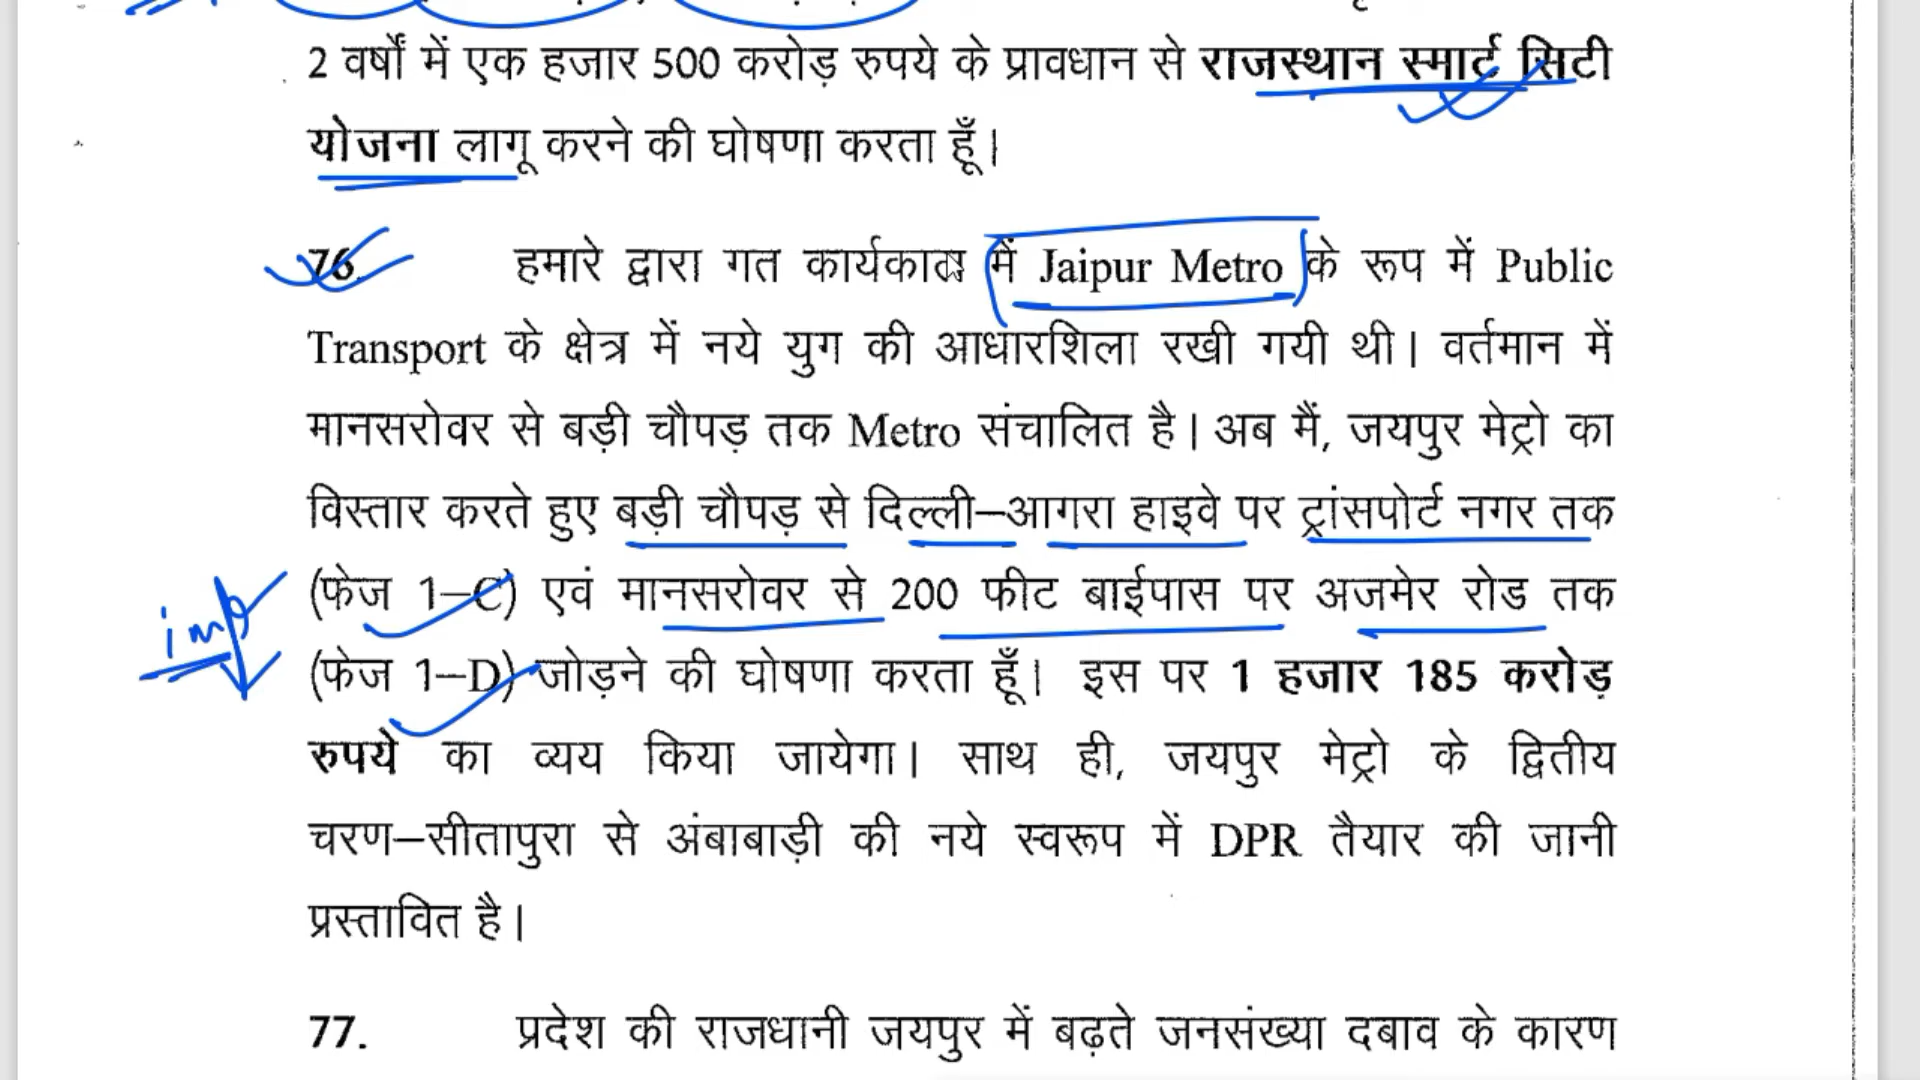 2 वर्षों में एक हजार 500 करोड़ रुपये के प्रावधान से राजस्थान स्मार्ट सिटी
योजना लागू करने की घोषणा करता हूँ।
76. हमारे द्वारा गत कार्यकाल में Jaipur Metro के रूप में Public
Transport के क्षेत्र में नये युग की आधारशिला रखी गयी थी। वर्तमान में
मानसरोवर से बड़ी चौपड़ तक Metro संचालित है। अब मैं, जयपुर मेट्रो का
विस्तार करते हुए बड़ी चौपड़ से दिल्ली–आगरा हाइवे पर ट्रांसपोर्ट नगर तक
(फेज 1–C) एवं मानसरोवर से 200 फीट बाईपास पर अजमेर रोड तक
imp
(फेज 1–D) जोड़ने की घोषणा करता हूँ। इस पर 1 हजार 185 करोड़
रुपये का व्यय किया जायेगा। साथ ही, जयपुर मेट्रो के द्वितीय
चरण–सीतापुरा से अंबाबाड़ी की नये स्वरूप में DPR तैयार की जानी
प्रस्तावित है।
77. प्रदेश की राजधानी जयपुर में बढ़ते जनसंख्या दबाव के कारण